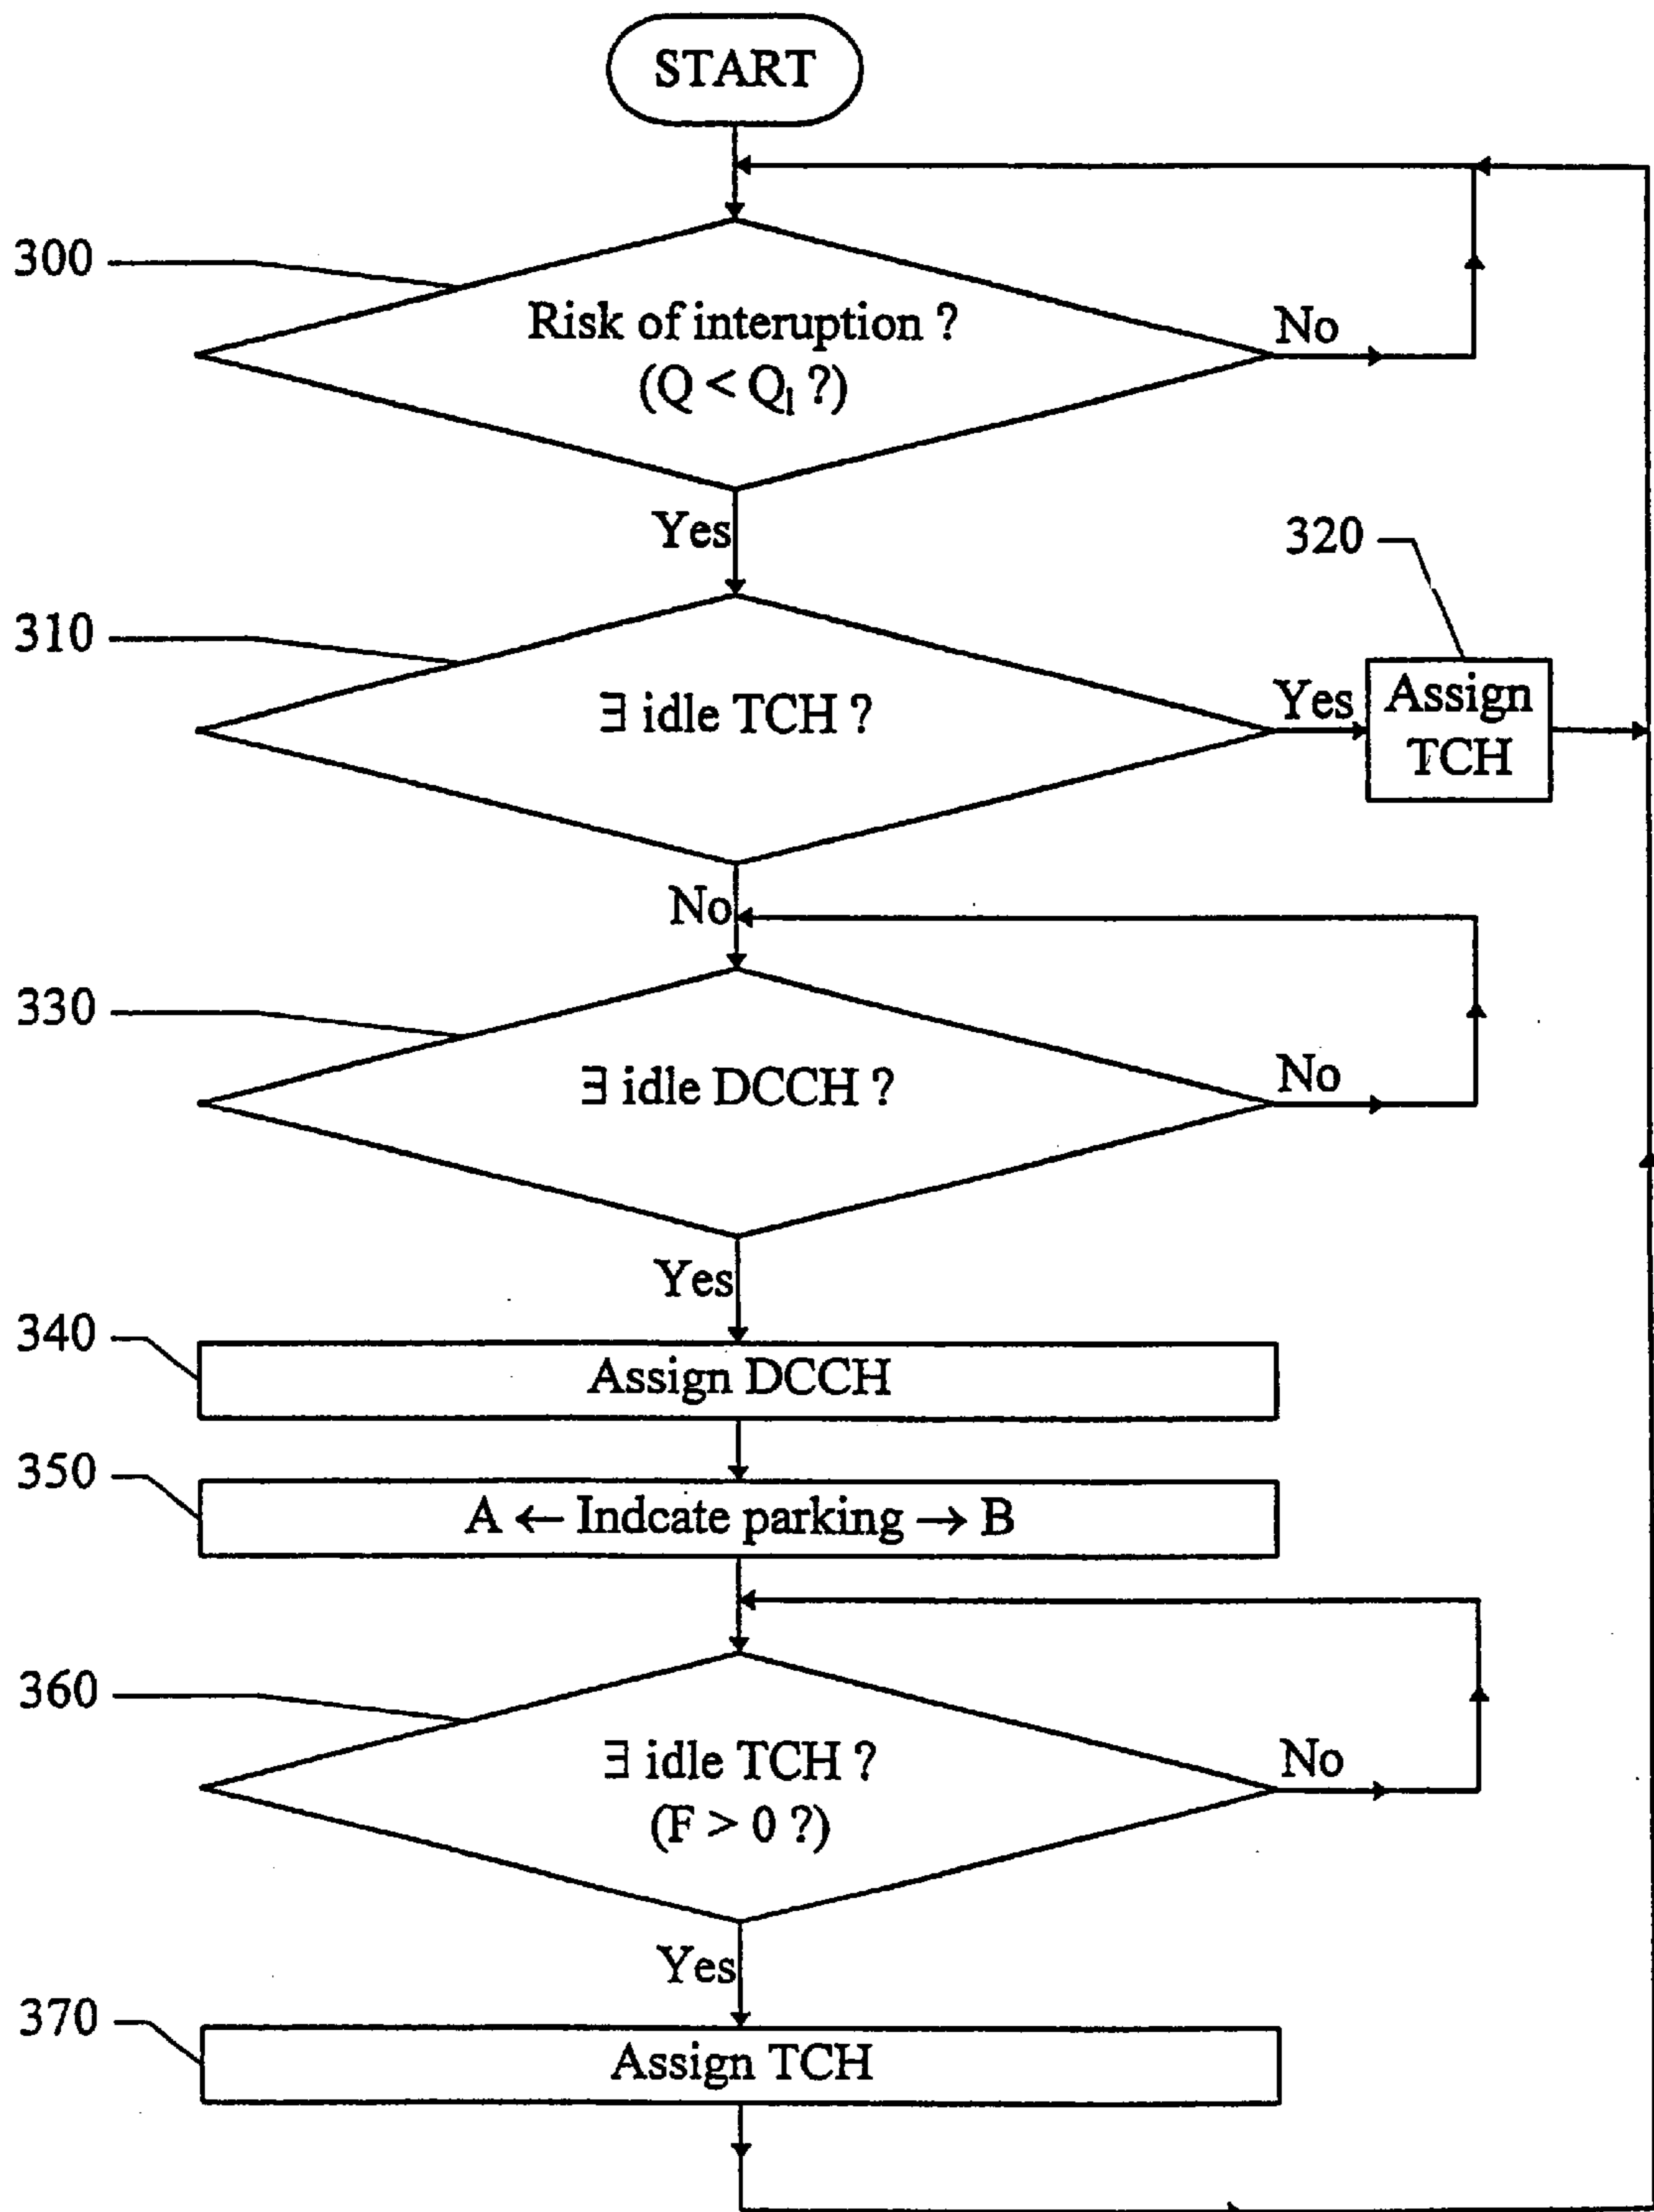 START
300
Risk of interuption ?
(Q < Qₗ ?)
No
Yes
320
310
∃ idle TCH ?
Yes
Assign
TCH
No
330
∃ idle DCCH ?
No
Yes
340
Assign DCCH
350
A ← Indcate parking → B
360
∃ idle TCH ?
(F > 0 ?)
No
Yes
370
Assign TCH